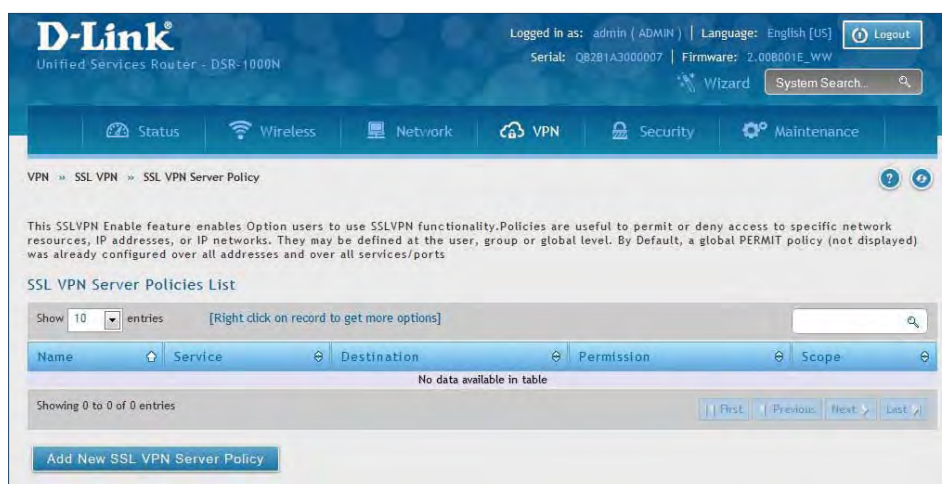 D-Link®
Unified Services Router - DSR-1000N
Logged in as: admin ( ADMIN ) | Language: English [US]
Logout
Serial: QB2B1A3000007 | Firmware: 2.00B001E_WW
Wizard
System Search...
Status
Wireless
Network
VPN
Security
Maintenance
VPN » SSL VPN » SSL VPN Server Policy
This SSLVPN Enable feature enables Option users to use SSLVPN functionality.Policies are useful to permit or deny access to specific network
resources, IP addresses, or IP networks. They may be defined at the user, group or global level. By Default, a global PERMIT policy (not displayed)
was already configured over all addresses and over all services/ports
SSL VPN Server Policies List
Show 10 entries
[Right click on record to get more options]
Name Service Destination Permission Scope
No data available in table
Showing 0 to 0 of 0 entries
First Previous Next Last
Add New SSL VPN Server Policy